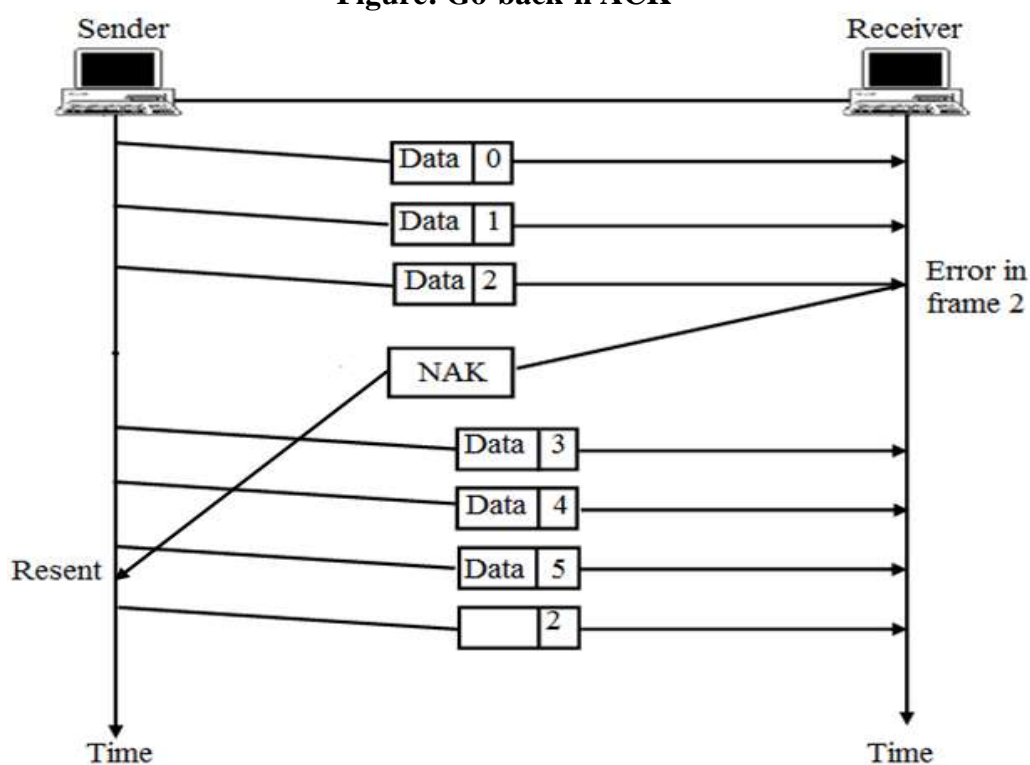 Figure: Go-back-n ACK
Sender
Receiver
Data 0
Data 1
Data 2
Error in
frame 2
NAK
Data 3
Data 4
Data 5
Resent
2
Time
Time